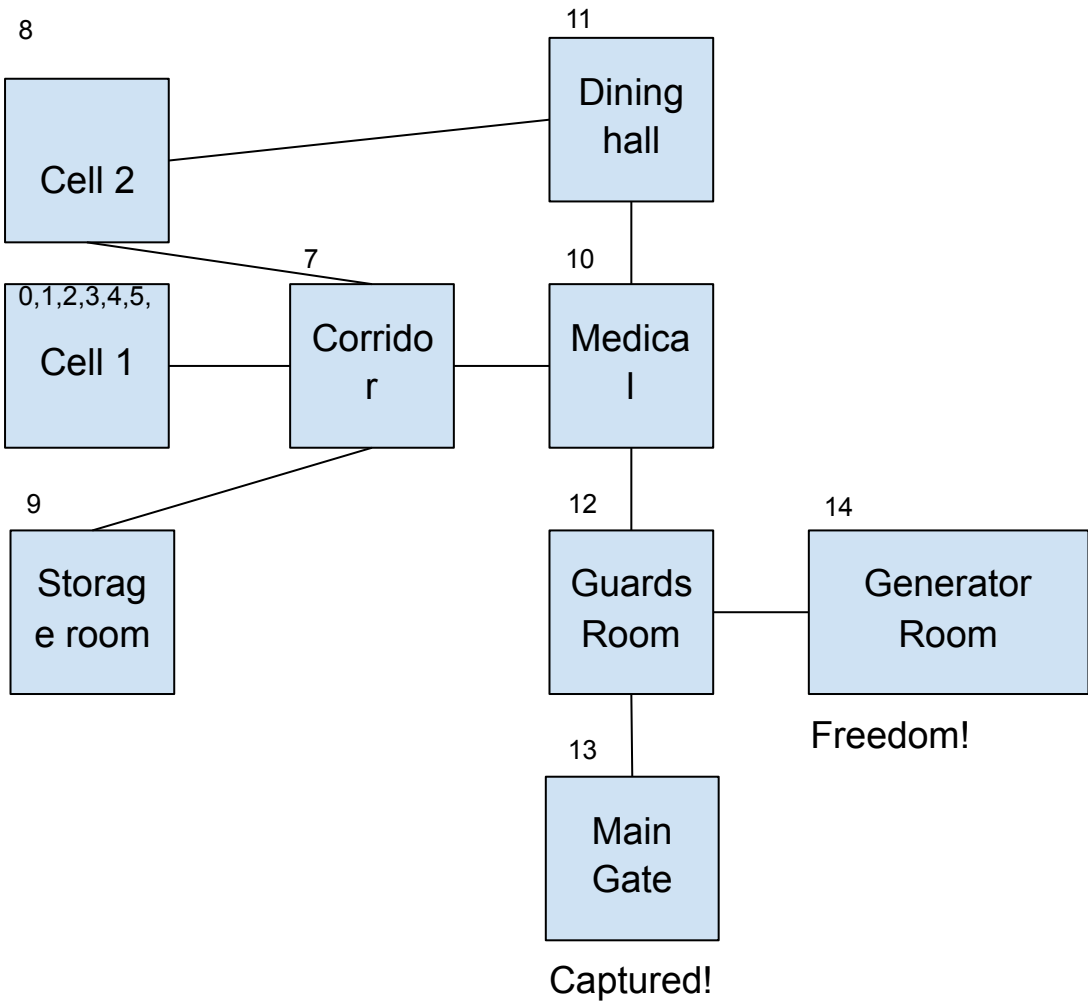 8
11
Dining
hall
Cell 2
7
10
0,1,2,3,4,5,
Cell 1
Corrido
r
Medica
l
9
12
14
Storag
e room
Guards
Room
Generator
Room
Freedom!
13
Main
Gate
Captured!